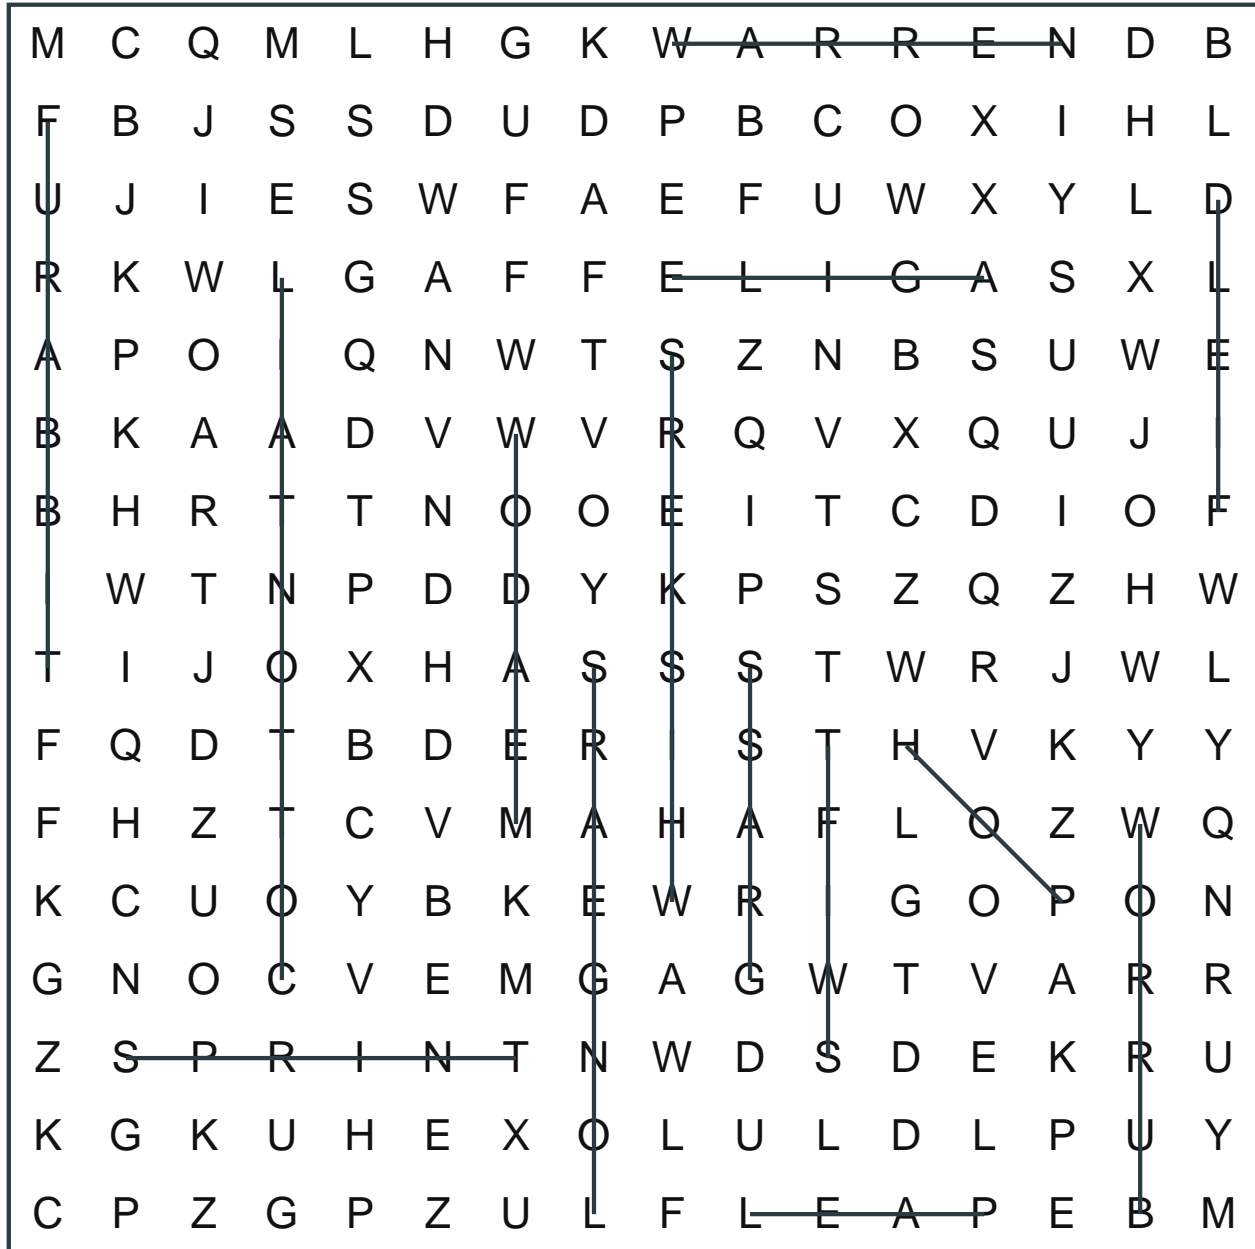 M C Q M L H G K W A R R E N D B
F B J S S D U D P B C O X I H L
U J I E S W F A E F U W X Y L D
R K W L G A F F E L I G A S X L
A P O I Q N W T S Z N B S U W E
B K A A D V W V R Q V X Q U J I
B H R T T N O O E I T C D I O F
I W T N P D D Y K P S Z Q Z H W
T I J O X H A S S S T W R J W L
F Q D T B D E R I S T H V K Y Y
F H Z T C V M A H A F L O Z W Q
K C U O Y B K E W R I G O P O N
G N O C V E M G A G W T V A R R
Z S P R I N T N W D S D E K R U
K G K U H E X O L U L D L P U Y
C P Z G P Z U L F L E A P E B M